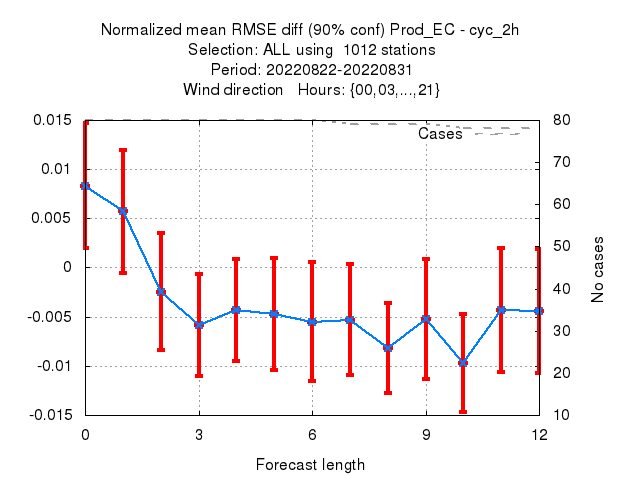 Normalized mean RMSE diff (90% conf) Prod_EC - cyc_2h
Selection: ALL using  1012 stations
Period: 20220822-20220831
Wind direction   Hours: {00,03,...,21}
0.015
0.01
0.005
0
-0.005
-0.01
-0.015
Cases
80
70
60
50
40
30
20
10
No cases
0
3
6
9
12
Forecast length